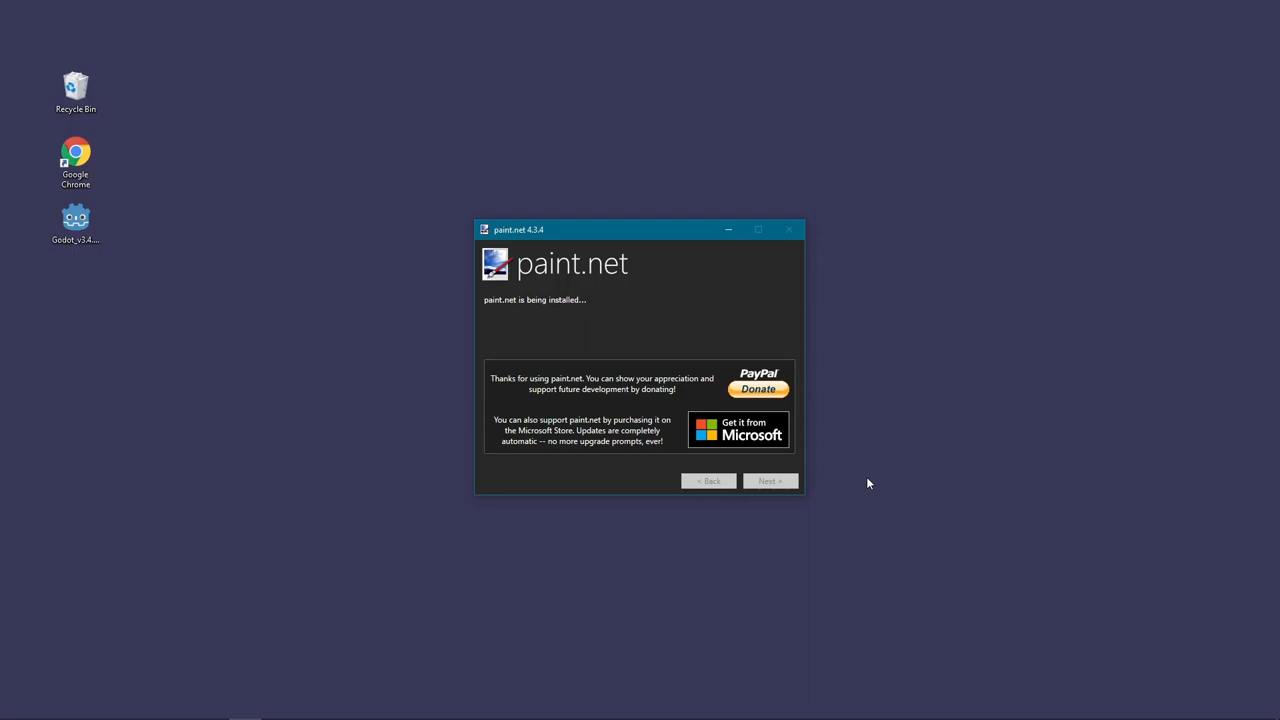 Recycle Bin
Google
Chrome
Godot_v3.4....
paint.net 4.3.4
paint.net
paint.net is being installed...
Thanks for using paint.net. You can show your appreciation and
support future development by donating!
PayPal
Donate
You can also support paint.net by purchasing it on
the Microsoft Store. Updates are completely
automatic -- no more upgrade prompts, ever!
Get it from
Microsoft
< Back
Next >